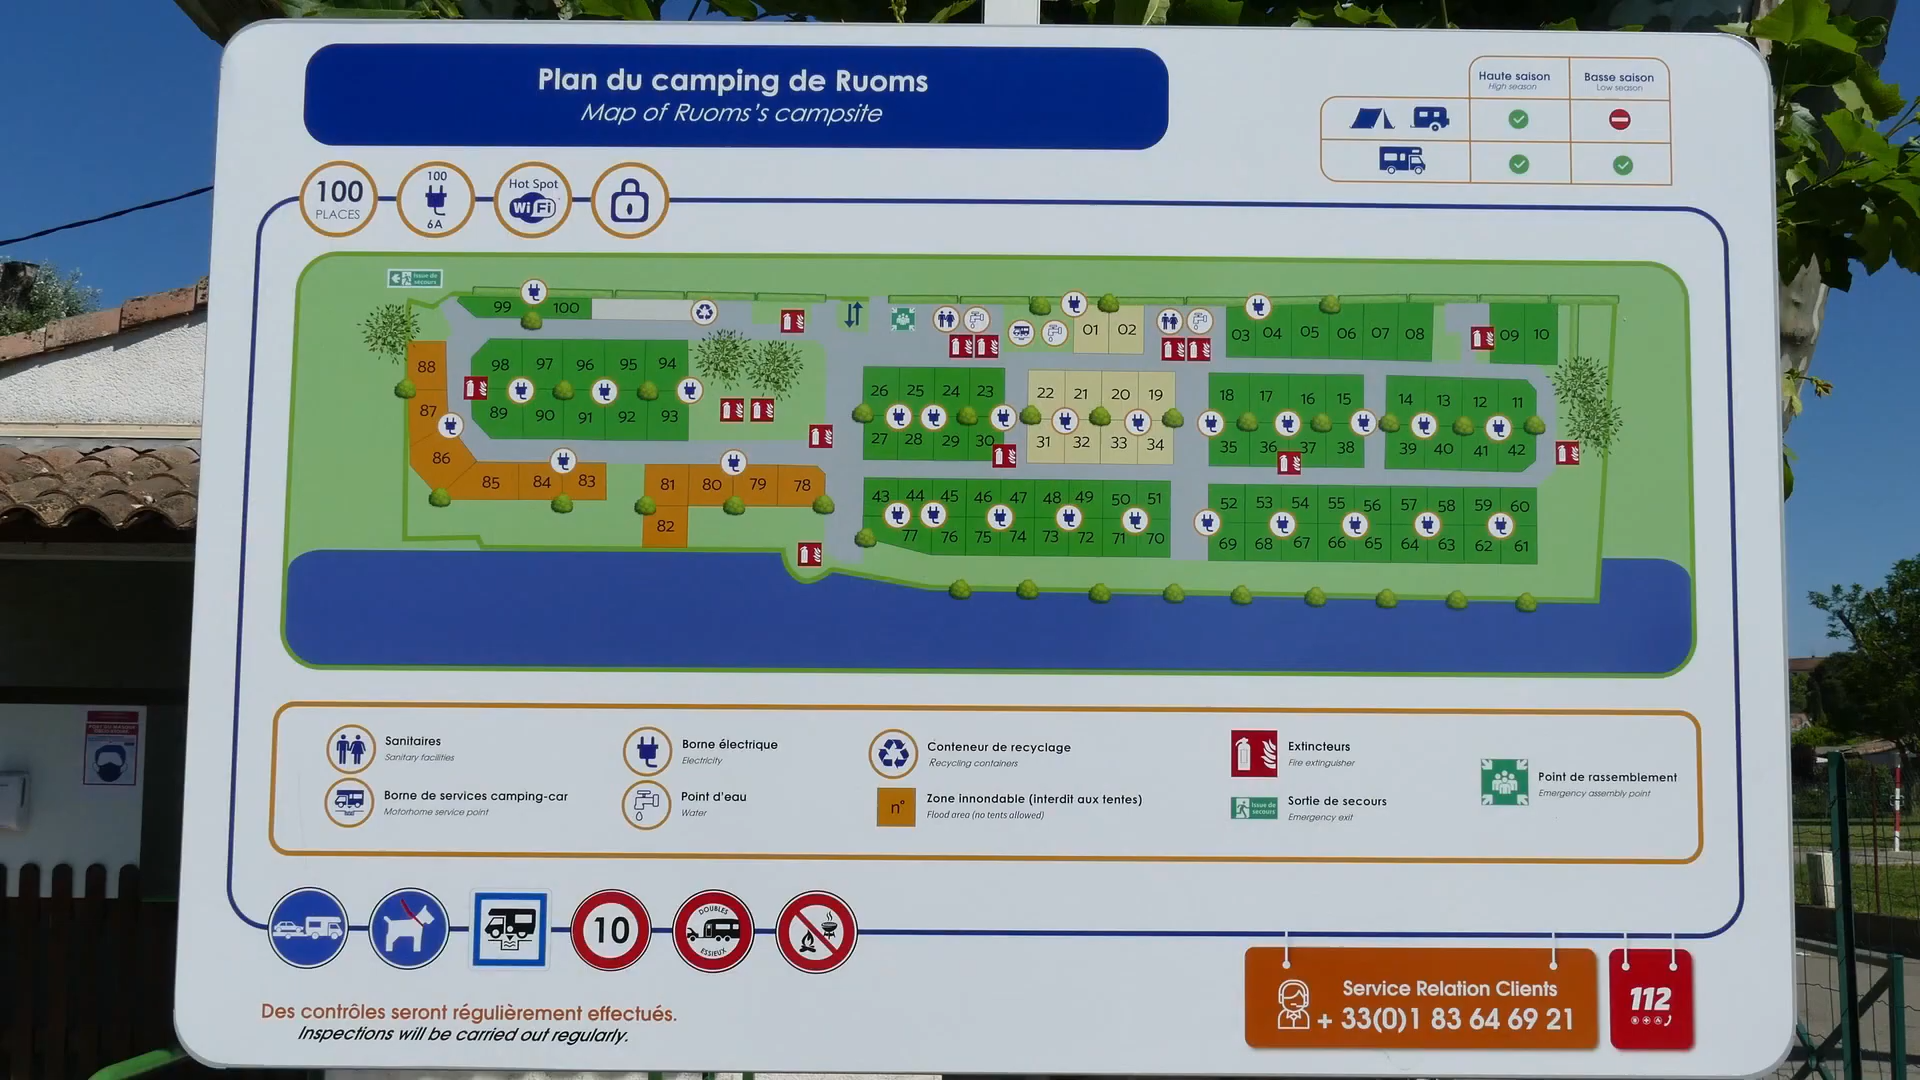 Plan du camping de Ruoms
Map of Ruoms's campsite
Haute saison
High season
Basse saison
Low season
100
PLACES
100
6A
Hot Spot
WiFi
Issue de
secours
99 100
01 02
03 04 05 06 07 08
09 10
88
87
86
85 84 83
98 97 96 95 94
89 90 91 92 93
81 80 79 78
82
26 25 24 23
27 28 29 30
22 21 20 19
31 32 33 34
18 17 16 15
35 36 37 38
14 13 12 11
39 40 41 42
43 44 45 46 47 48 49 50 51
77 76 75 74 73 72 71 70
52 53 54 55 56 57 58 59 60
69 68 67 66 65 64 63 62 61
Sanitaires
Sanitary facilities
Borne de services camping-car
Motorhome service point
Borne électrique
Electricity
Point d'eau
Water
Conteneur de recyclage
Recycling containers
n°
Zone innondable (interdit aux tentes)
Flood area (no tents allowed)
Extincteurs
Fire extinguisher
Issue de
secours
Sortie de secours
Emergency exit
Point de rassemblement
Emergency assembly point
10
DOUBLES
ESSIEUX
Des contrôles seront régulièrement effectués.
Inspections will be carried out regularly.
Service Relation Clients
+ 33(0)1 83 64 69 21
112